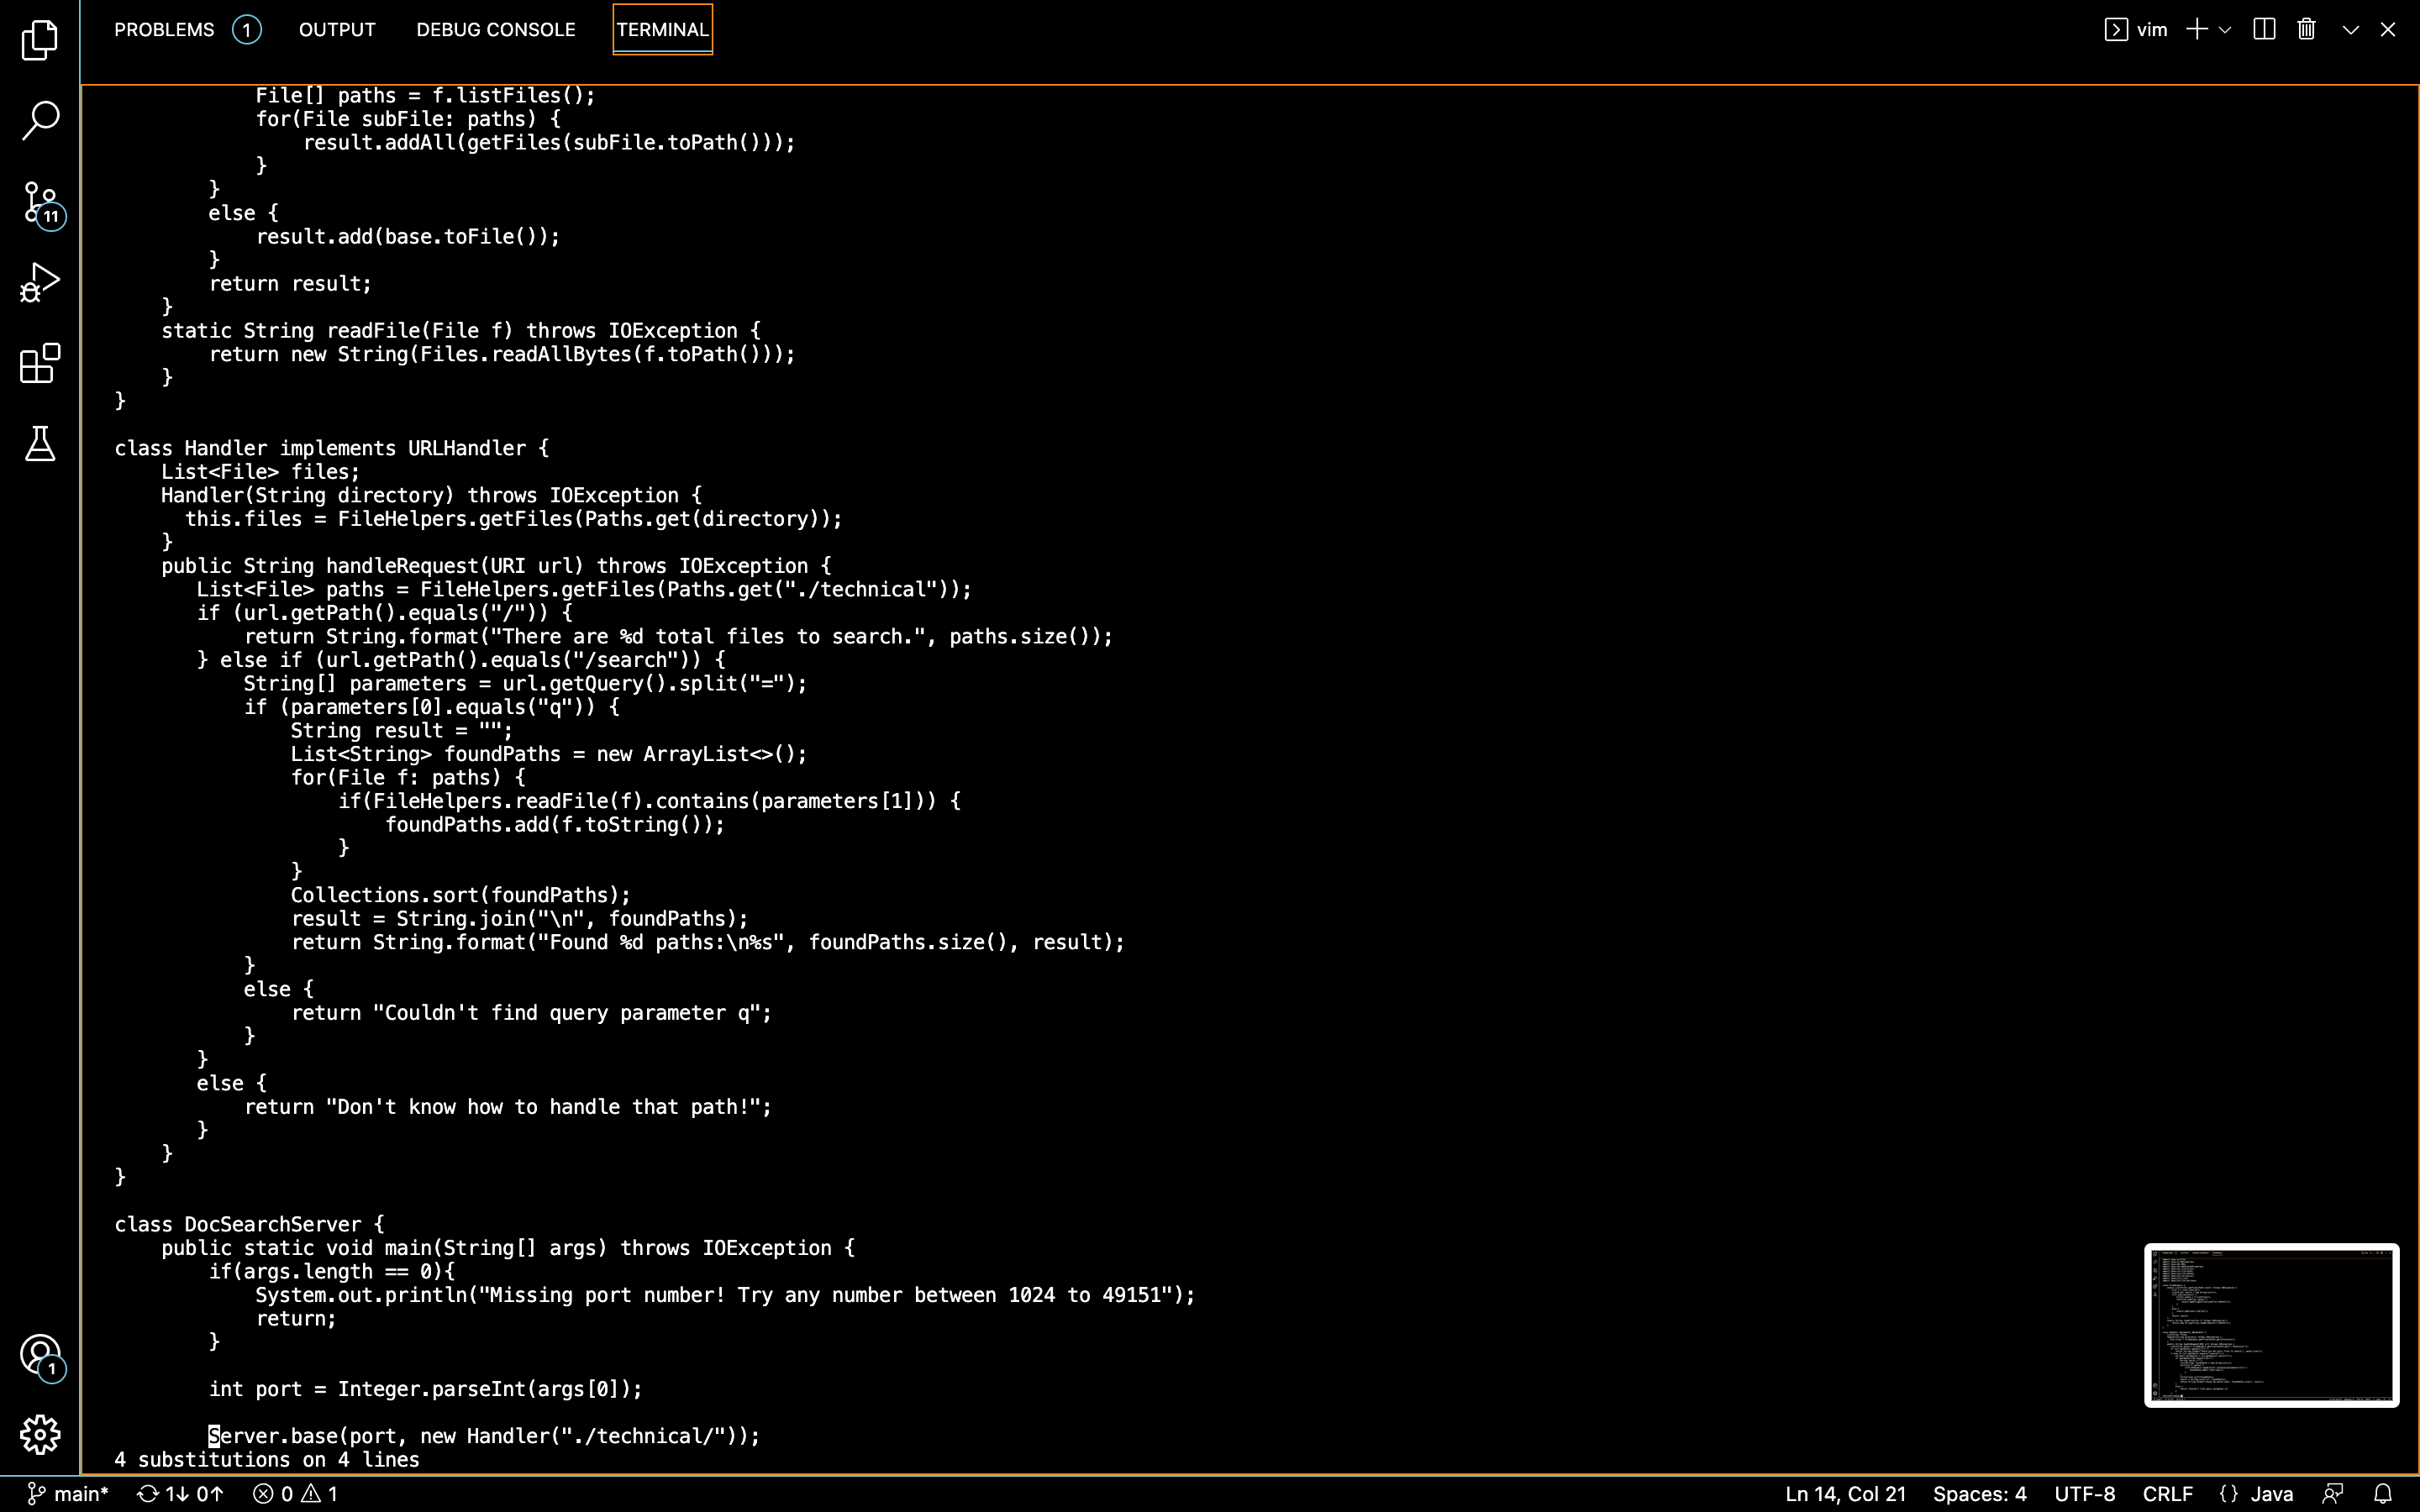 PROBLEMS 1 OUTPUT DEBUG CONSOLE TERMINAL vim
File[] paths = f.listFiles();
for(File subFile: paths) {
result.addAll(getFiles(subFile.toPath()));
}
}
else {
result.add(base.toFile());
}
return result;
}
static String readFile(File f) throws IOException {
return new String(Files.readAllBytes(f.toPath()));
}
}
class Handler implements URLHandler {
List<File> files;
Handler(String directory) throws IOException {
this.files = FileHelpers.getFiles(Paths.get(directory));
}
public String handleRequest(URI url) throws IOException {
List<File> paths = FileHelpers.getFiles(Paths.get("./technical"));
if (url.getPath().equals("/")) {
return String.format("There are %d total files to search.", paths.size());
} else if (url.getPath().equals("/search")) {
String[] parameters = url.getQuery().split("=");
if (parameters[0].equals("q")) {
String result = "";
List<String> foundPaths = new ArrayList<>();
for(File f: paths) {
if(FileHelpers.readFile(f).contains(parameters[1])) {
foundPaths.add(f.toString());
}
}
Collections.sort(foundPaths);
result = String.join("\n", foundPaths);
return String.format("Found %d paths:\n%s", foundPaths.size(), result);
}
else {
return "Couldn't find query parameter q";
}
}
else {
return "Don't know how to handle that path!";
}
}
}
class DocSearchServer {
public static void main(String[] args) throws IOException {
if(args.length == 0){
System.out.println("Missing port number! Try any number between 1024 to 49151");
return;
}
int port = Integer.parseInt(args[0]);
Server.base(port, new Handler("./technical/"));
4 substitutions on 4 lines
11
1
main* 1↓ 0↑ 0 1 Ln 14, Col 21 Spaces: 4 UTF-8 CRLF {} Java